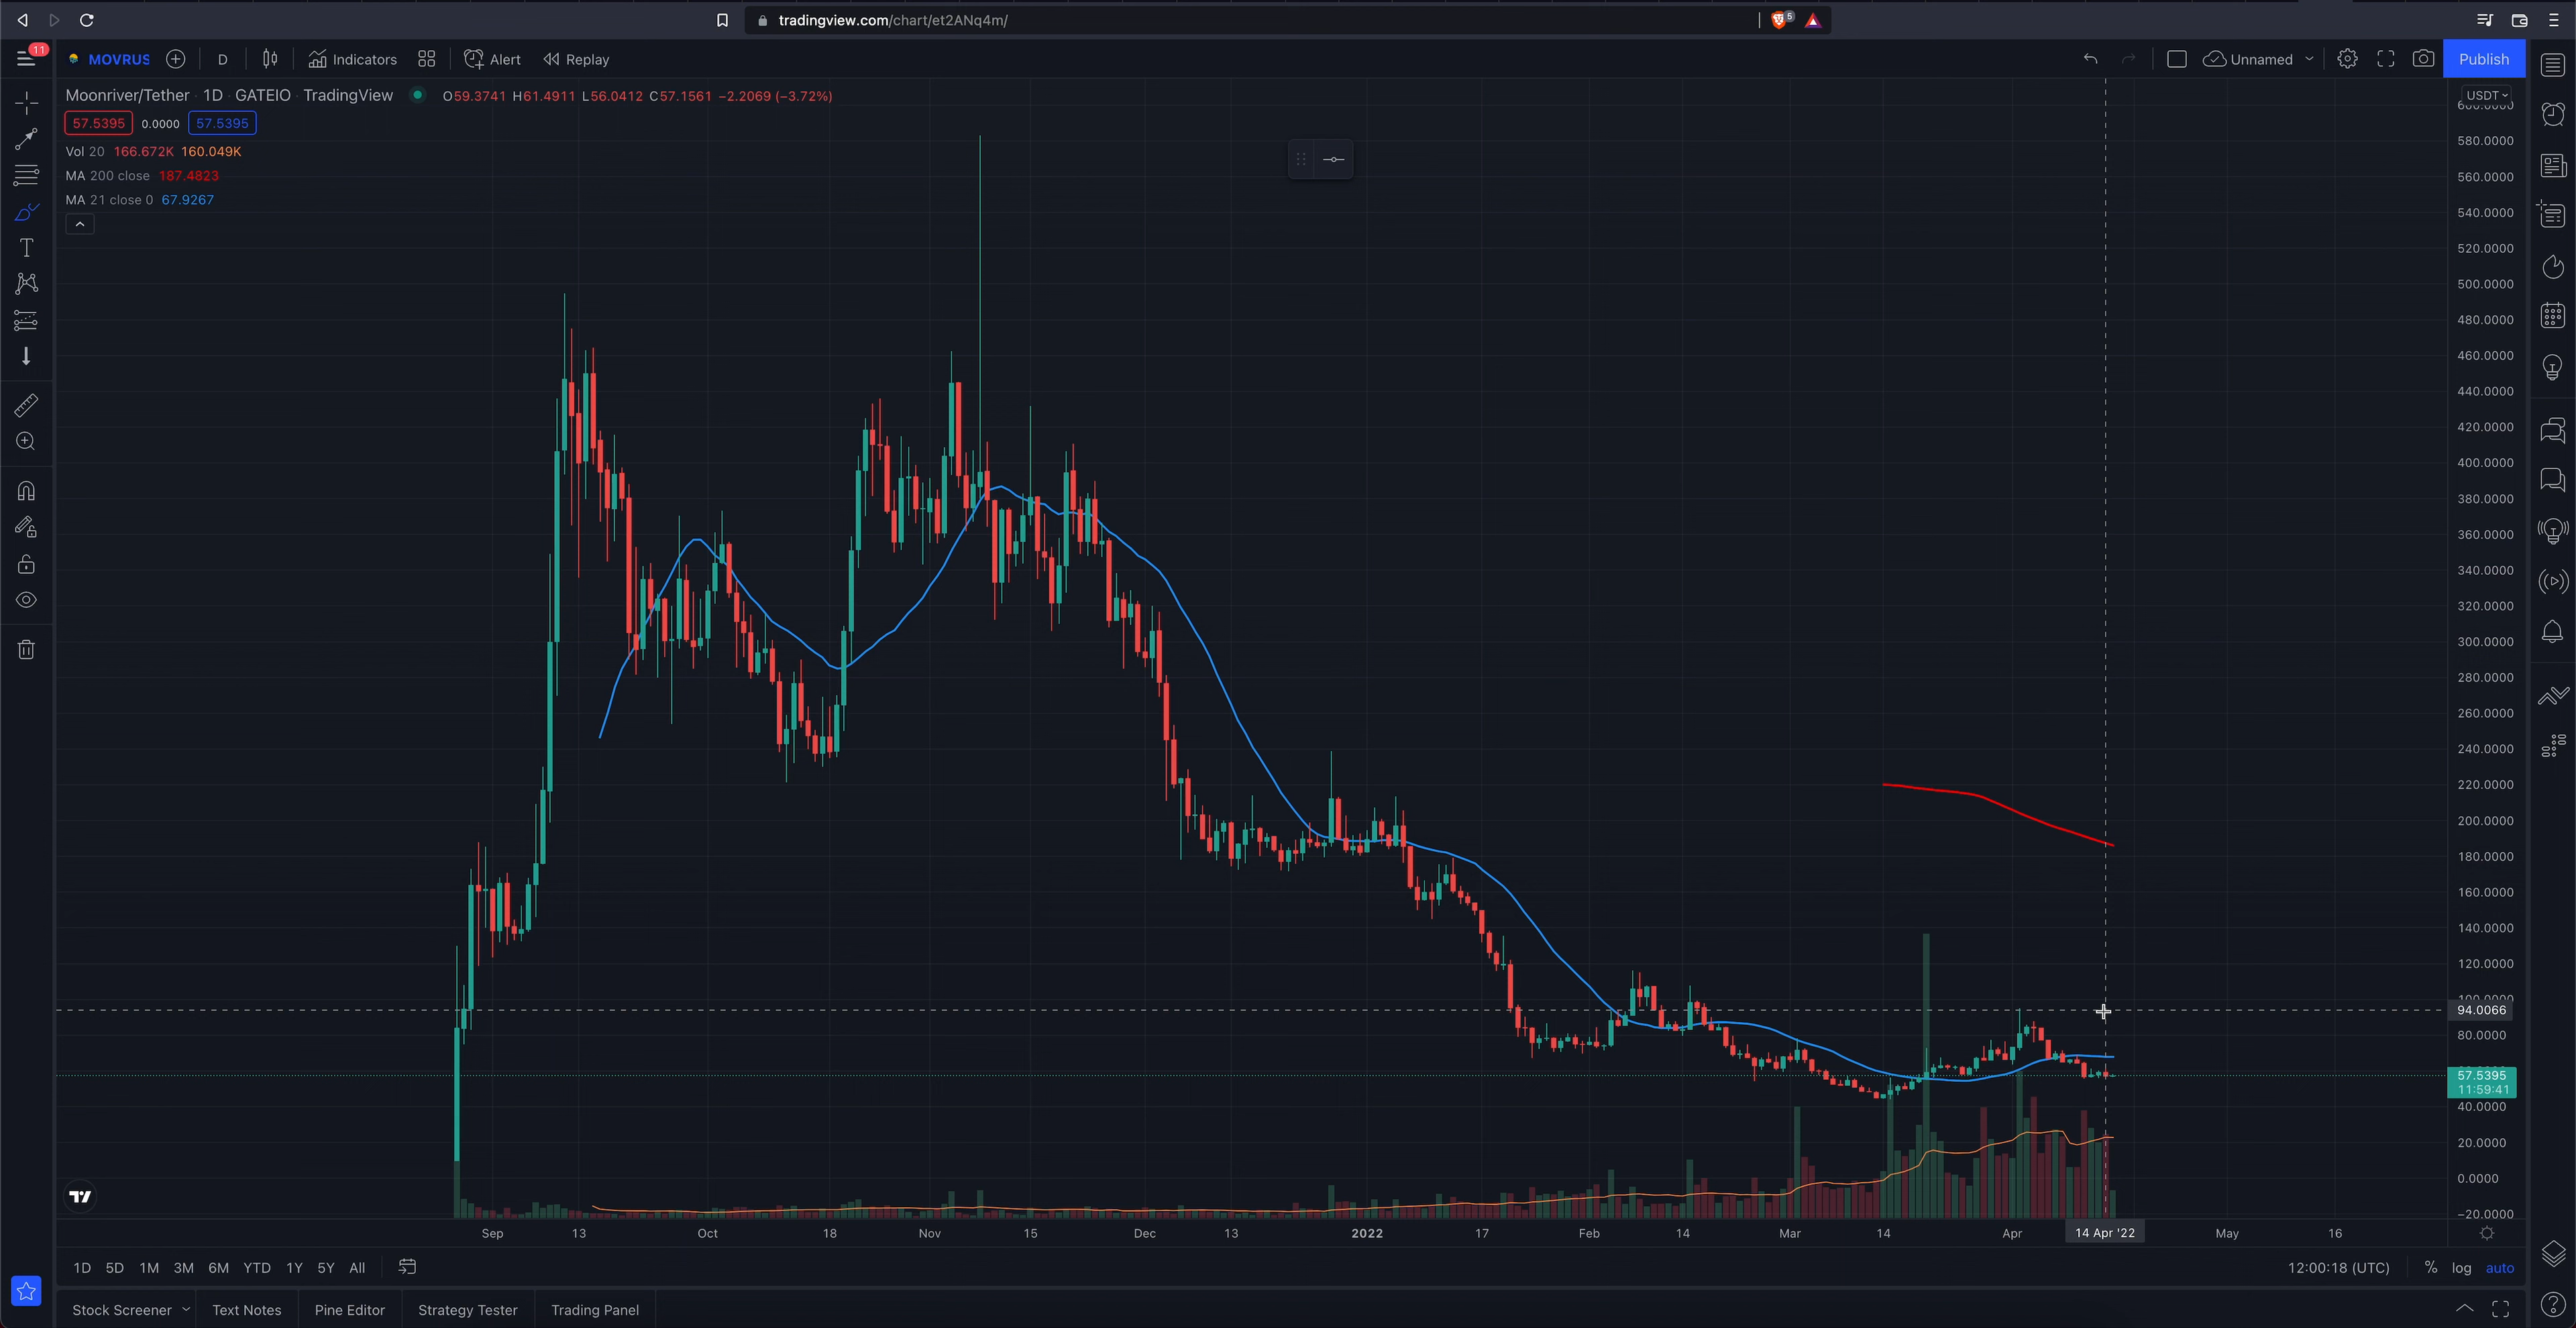 tradingview.com/chart/et2ANq4m/
5
11
MOVRUS
D
Indicators
Alert
Replay
Unnamed
Publish
Moonriver/Tether · 1D · GATEIO · TradingView
O59.3741 H61.4911 L56.0412 C57.1561 −2.2069 (−3.72%)
57.5395 0.0000 57.5395
Vol 20 166.672K 160.049K
MA 200 close 187.4823
MA 21 close 0 67.9267
USDT
580.0000
560.0000
540.0000
520.0000
500.0000
480.0000
460.0000
440.0000
420.0000
400.0000
380.0000
360.0000
340.0000
320.0000
300.0000
280.0000
260.0000
240.0000
220.0000
200.0000
180.0000
160.0000
140.0000
120.0000
100.0000
94.0066
80.0000
57.5395
11:59:41
40.0000
20.0000
0.0000
−20.0000
Sep 13 Oct 18 Nov 15 Dec 13 2022 17 Feb 14 Mar 14 Apr 14 Apr '22 May 16
1D 5D 1M 3M 6M YTD 1Y 5Y All
12:00:18 (UTC) % log auto
Stock Screener Text Notes Pine Editor Strategy Tester Trading Panel